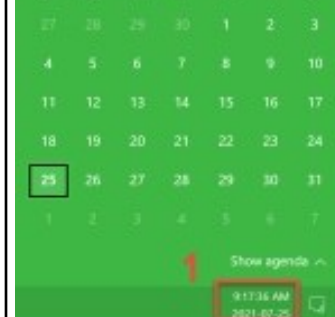 27 28 29 30 1 2 3
4 5 6 7 8 9 10
11 12 13 14 15 16 17
18 19 20 21 22 23 24
25 26 27 28 29 30 31
1 2 3 4 5 6 7
1 Show agenda
9:17:36 AM
2021-07-25